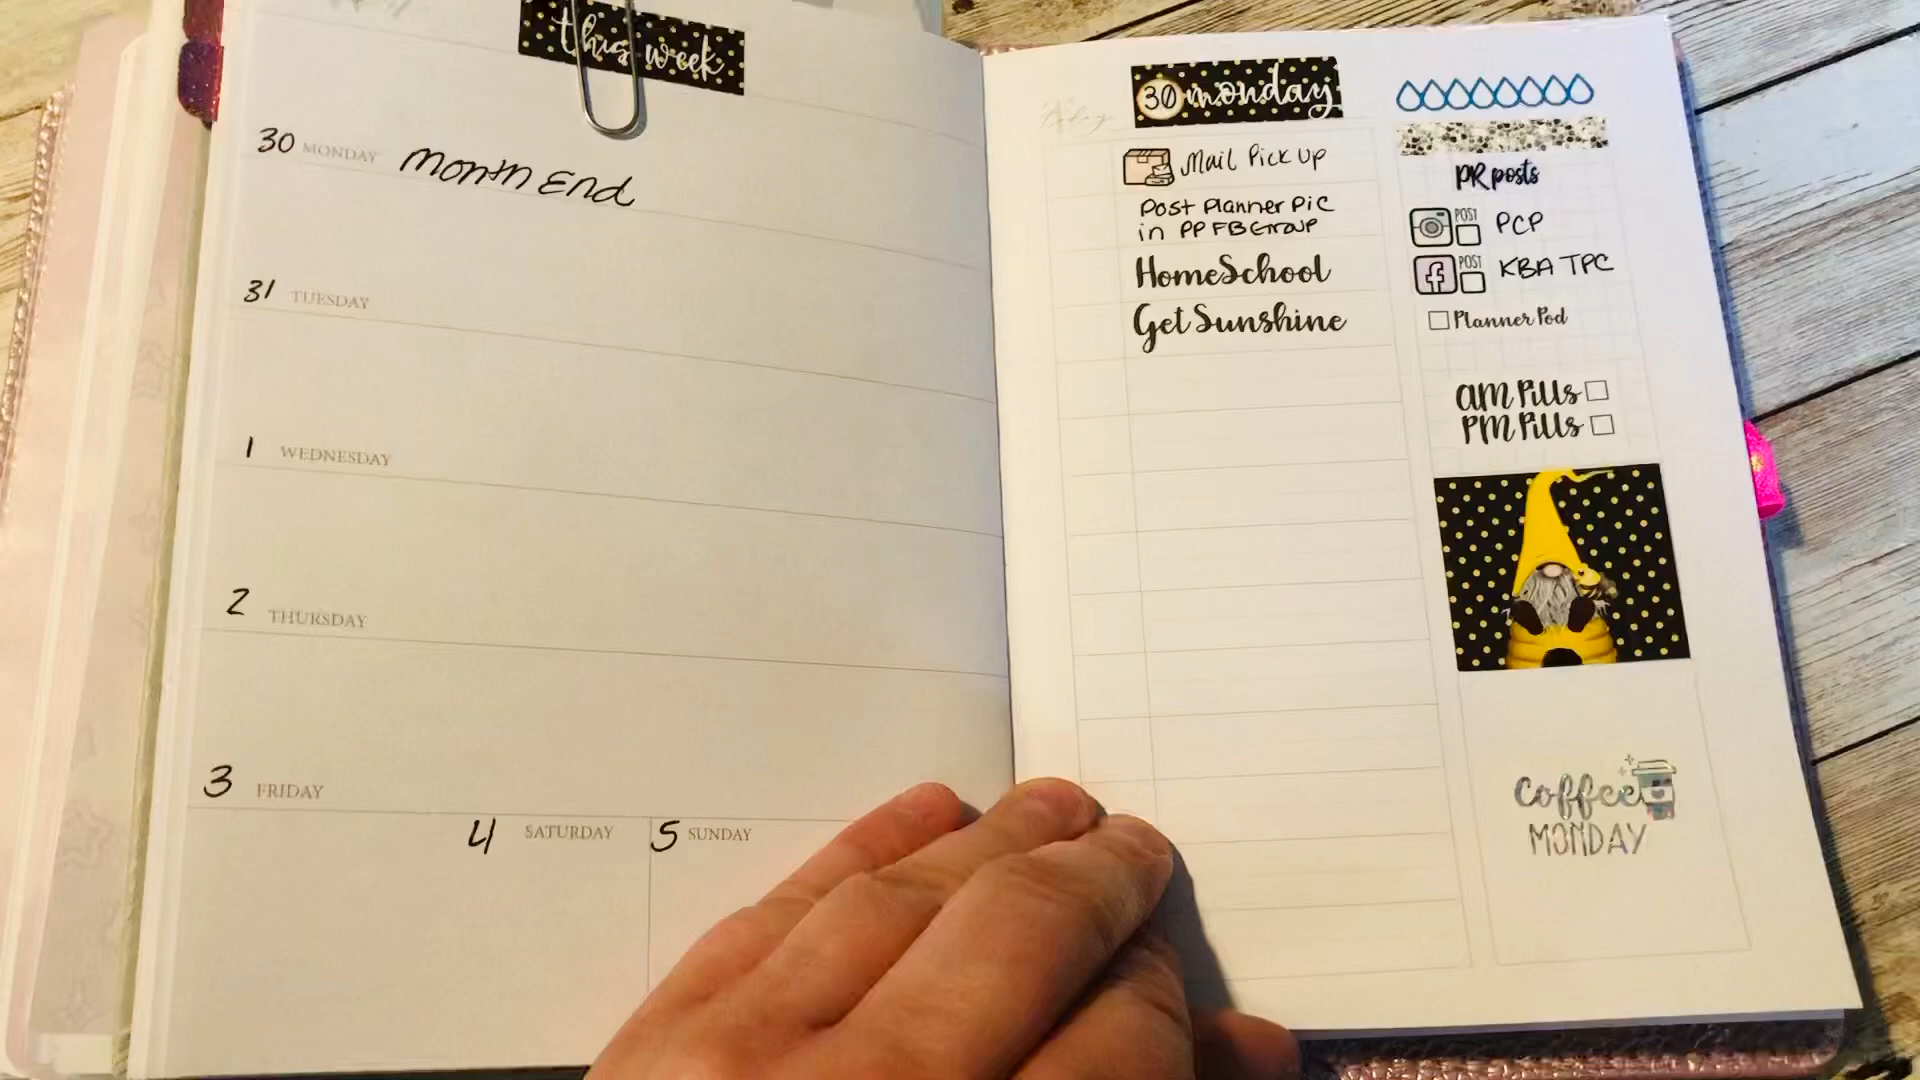 this week
30 MONDAY Month End
31 TUESDAY
1 WEDNESDAY
2 THURSDAY
3 FRIDAY
4 SATURDAY
5 SUNDAY
today
30 monday
Mail Pick Up
Post Planner Pic
in PP FB Group
HomeSchool
Get Sunshine
PR posts
POST PCP
POST KBA TPC
Planner Pod
AM Pills
PM Pills
coffee
MONDAY